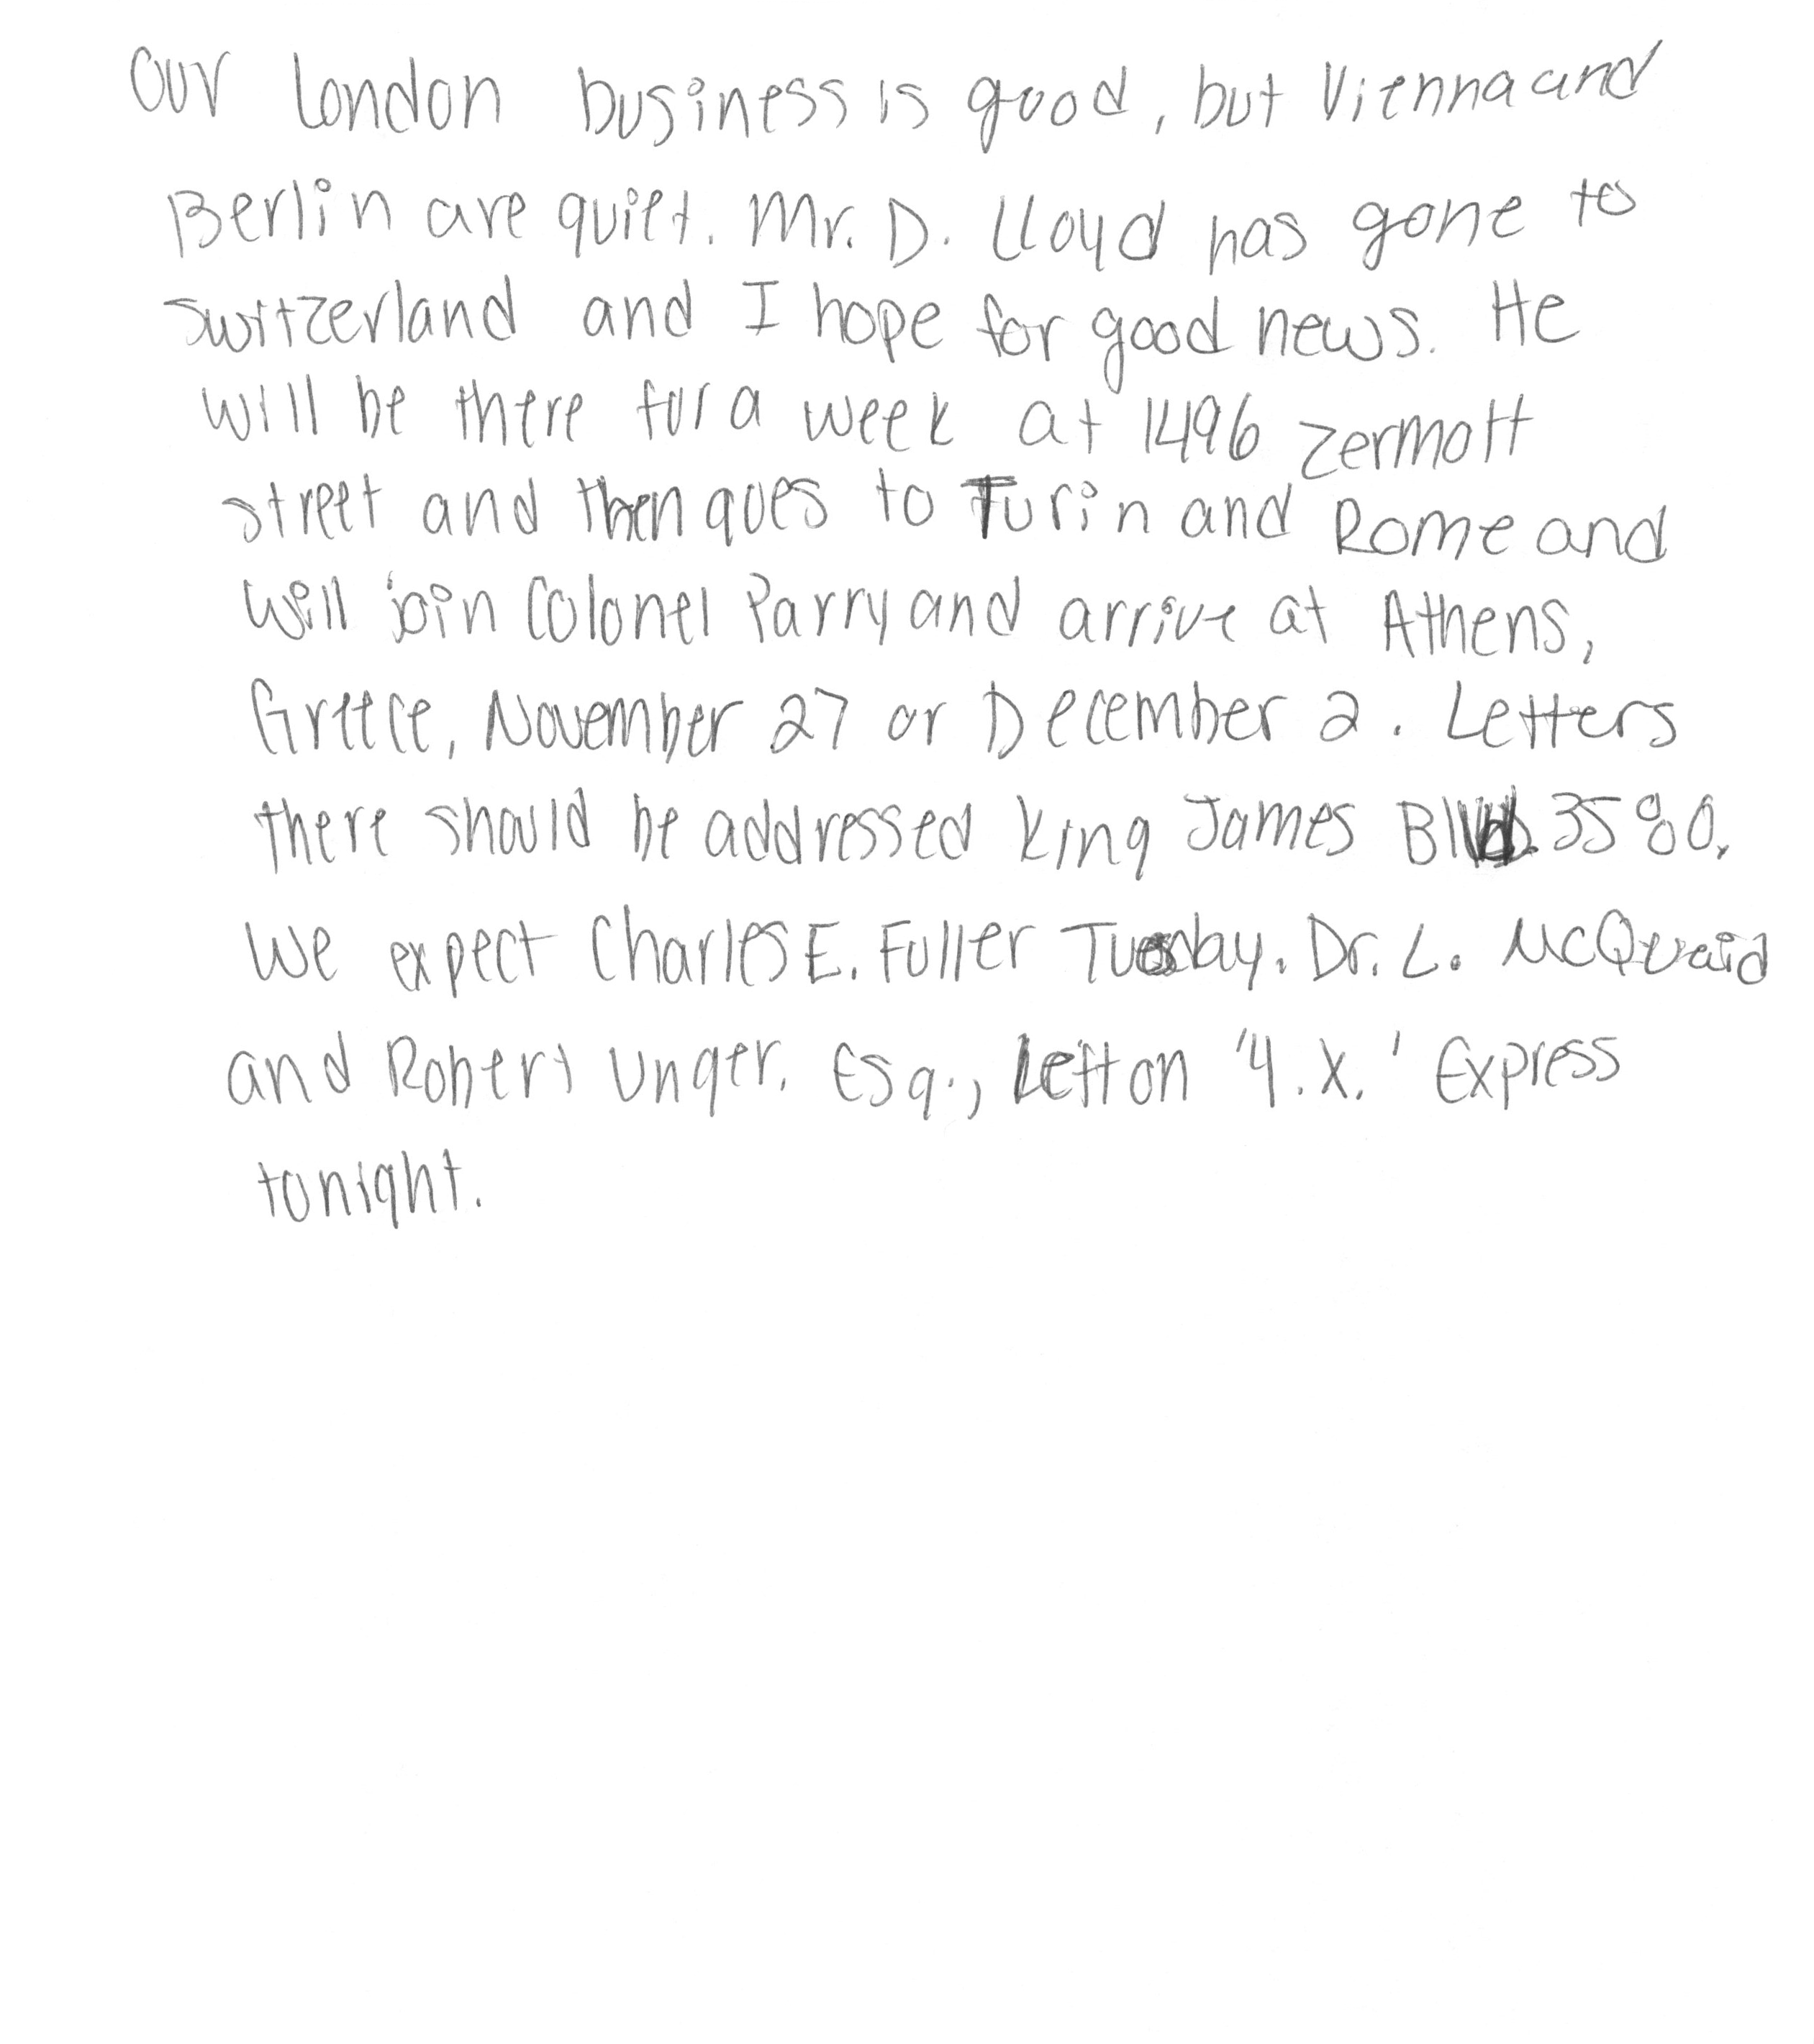 Our London business is good, but Vienna and
Berlin are quiet. Mr. D. Lloyd has gone to
Switzerland and I hope for good news. He
will be there for a week at 1496 Zermott
street and then goes to Turin and Rome and
will join Colonel Parry and arrive at Athens,
Greece, November 27 or December 2. Letters
there should be addressed King James Blvd. 3580.
We expect Charles E. Fuller Tuesday. Dr. L. McQuaid
and Robert Unger, Esq., Left on '4.X.' Express
tonight.